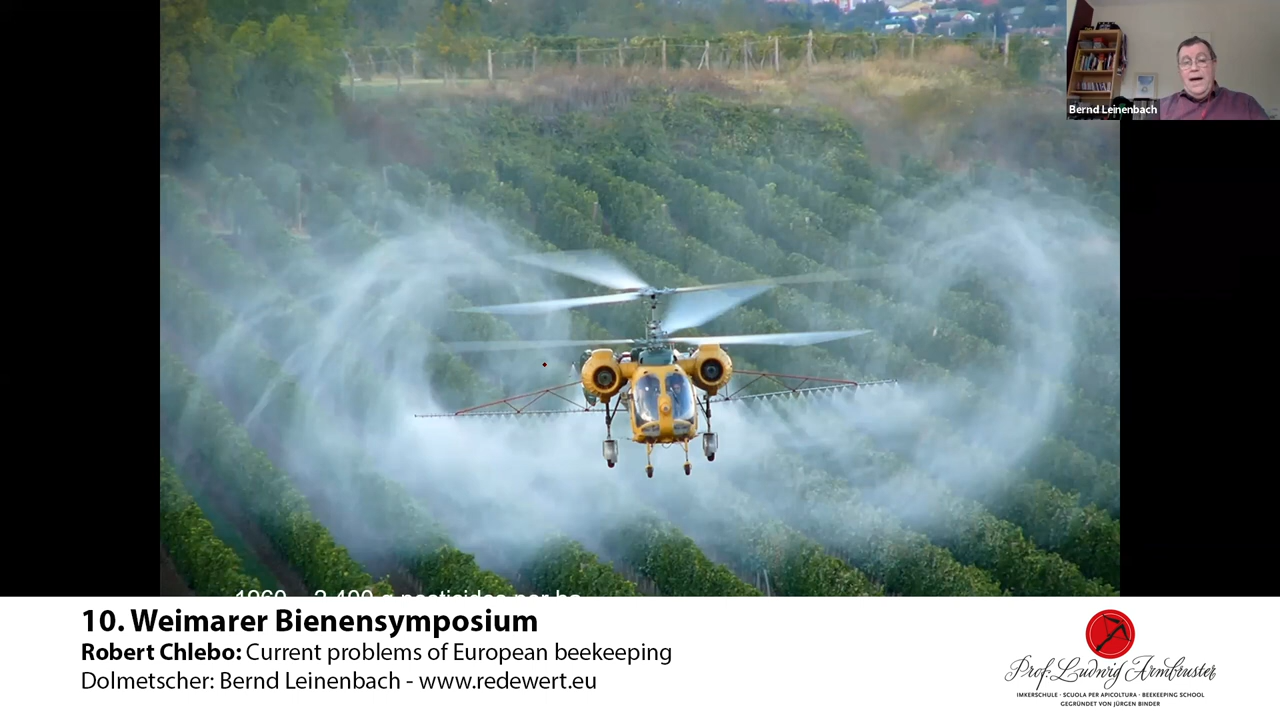 Bernd Leinenbach
10. Weimarer Bienensymposium
Robert Chlebo: Current problems of European beekeeping
Dolmetscher: Bernd Leinenbach - www.redewert.eu
Prof. Ludwig Armbruster
IMKERSCHULE · SCUOLA PER APICOLTURA · BEEKEEPING SCHOOL
GEGRÜNDET VON JÜRGEN BINDER